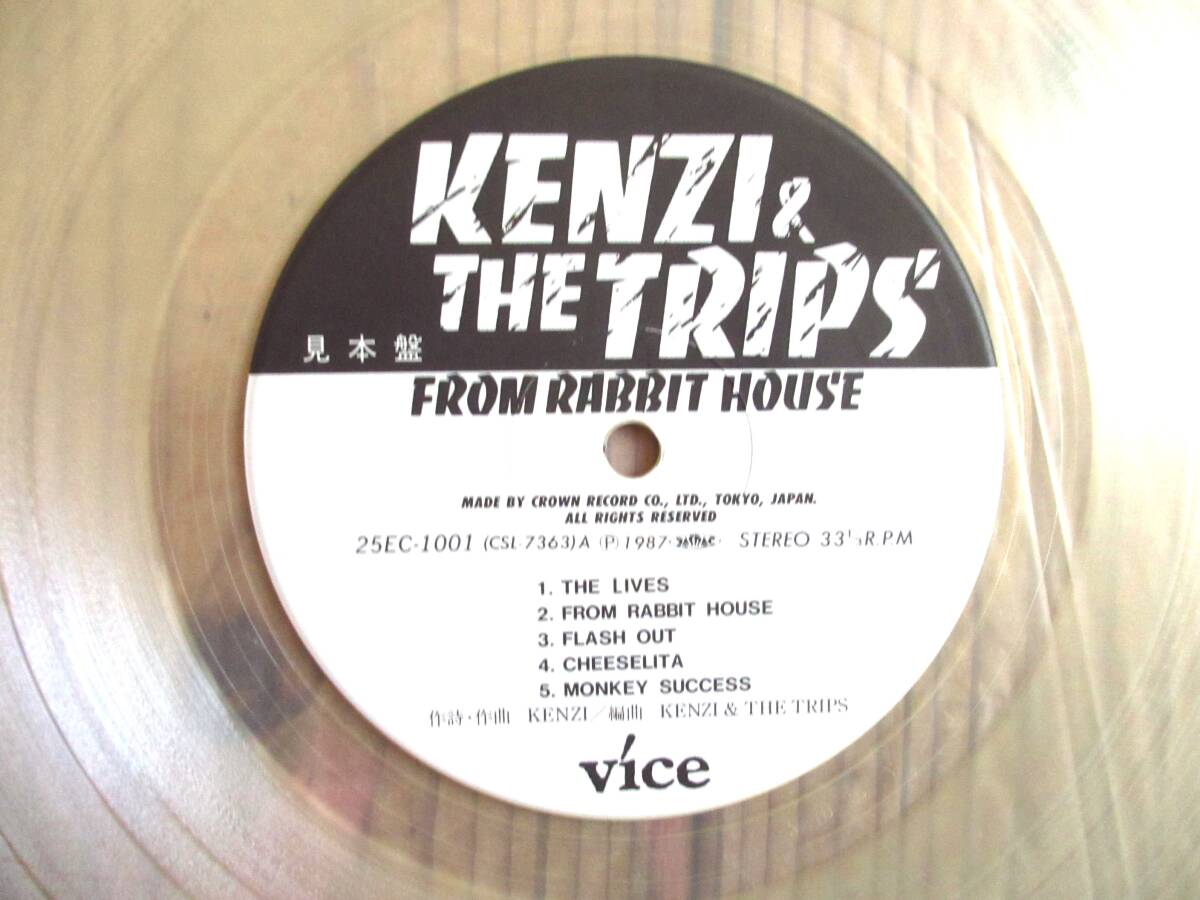 KENZI &
THE TRIPS
見本盤
FROM RABBIT HOUSE
MADE BY CROWN RECORD CO., LTD., TOKYO, JAPAN.
ALL RIGHTS RESERVED
25EC-1001 (CSL-7363) A (P) 1987· · STEREO 33⅓ R.P.M
1. THE LIVES
2. FROM RABBIT HOUSE
3. FLASH OUT
4. CHEESELITA
5. MONKEY SUCCESS
作詩・作曲 KENZI／編曲 KENZI & THE TRIPS
vice